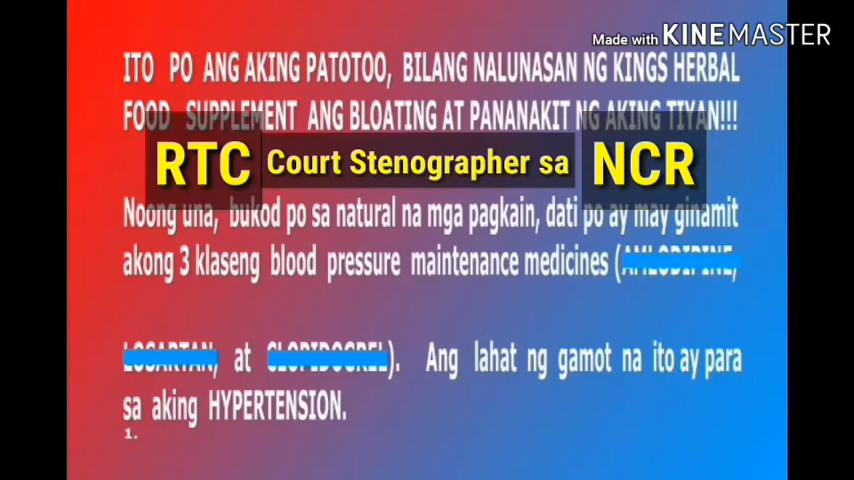 Made with KINEMASTER
ITO PO ANG AKING PATOTOO, BILANG NALUNASAN NG KINGS HERBAL
FOOD SUPPLEMENT ANG BLOATING AT PANANAKIT NG AKING TIYAN!!!
RTC Court Stenographer sa NCR
Noong una, bukod po sa natural na mga pagkain, dati po ay may ginamit
akong 3 klaseng blood pressure maintenance medicines (AMLODIPINE,
LOSARTAN, at CLOPIDOGREL). Ang lahat ng gamot na ito ay para
sa aking HYPERTENSION.
1.